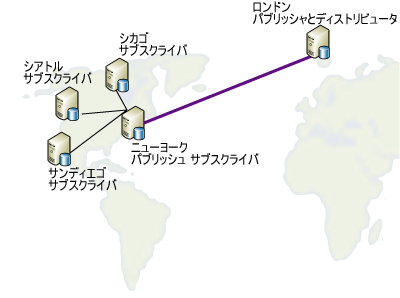 ロンドン
パブリッシャとディストリビュータ
シカゴ
サブスクライバ
シアトル
サブスクライバ
ニューヨーク
パブリッシュ サブスクライバ
サンディエゴ
サブスクライバ